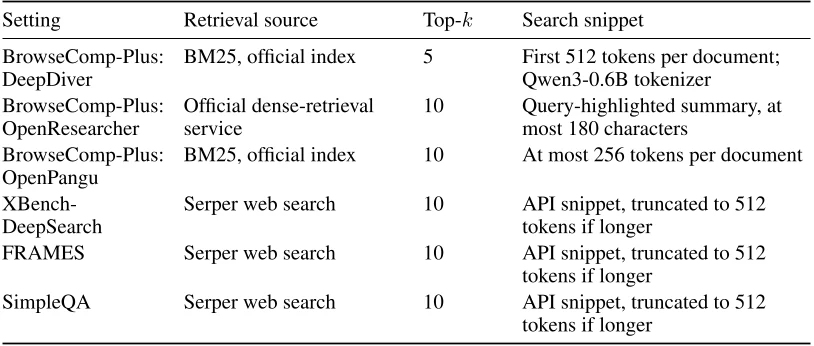 Setting Retrieval source Top-k Search snippet
BrowseComp-Plus: BM25, official index 5 First 512 tokens per document;
DeepDiver Qwen3-0.6B tokenizer
BrowseComp-Plus: Official dense-retrieval 10 Query-highlighted summary, at
OpenResearcher service most 180 characters
BrowseComp-Plus: BM25, official index 10 At most 256 tokens per document
OpenPangu
XBench- Serper web search 10 API snippet, truncated to 512
DeepSearch tokens if longer
FRAMES Serper web search 10 API snippet, truncated to 512
tokens if longer
SimpleQA Serper web search 10 API snippet, truncated to 512
tokens if longer